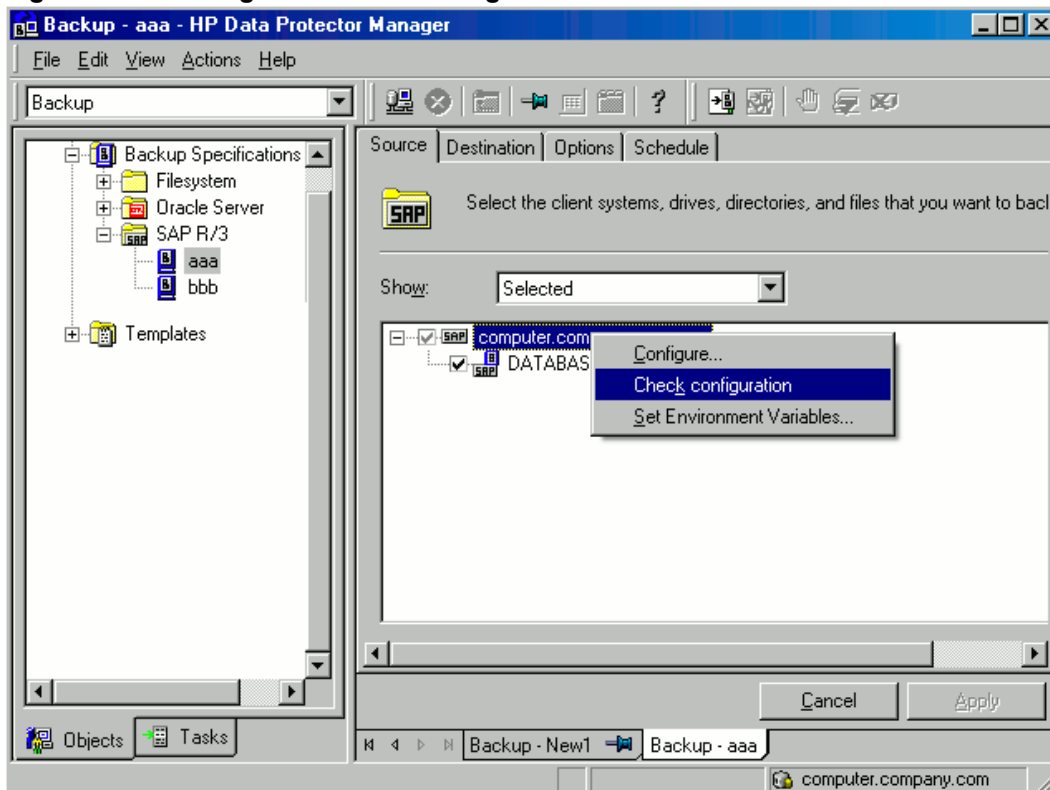 Backup - aaa - HP Data Protector Manager
File Edit View Actions Help
Backup
Backup Specifications
Filesystem
Oracle Server
SAP R/3
aaa
bbb
Templates
Objects
Tasks
Source Destination Options Schedule
SAP
Select the client systems, drives, directories, and files that you want to bac
Show: Selected
SAP computer.com
SAP DATABAS
Configure...
Check configuration
Set Environment Variables...
Cancel Apply
Backup - New1 Backup - aaa
computer.company.com